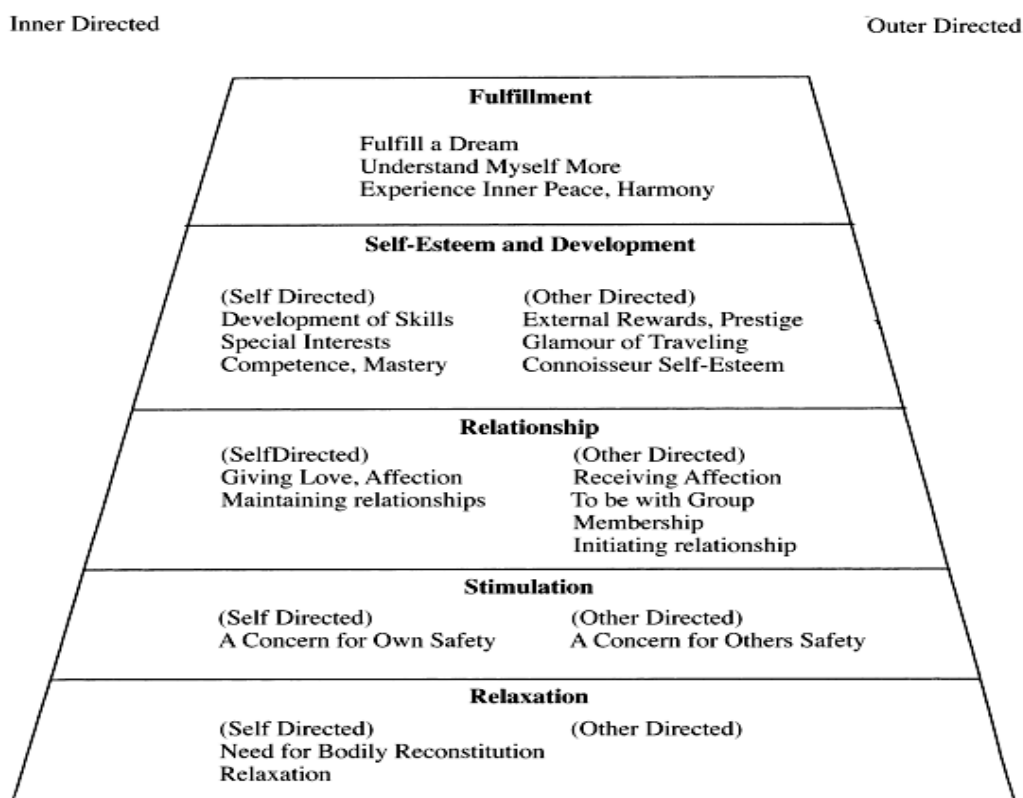 Inner Directed
Outer Directed
Fulfillment
Fulfill a Dream
Understand Myself More
Experience Inner Peace, Harmony
Self-Esteem and Development
(Self Directed)
Development of Skills
Special Interests
Competence, Mastery
(Other Directed)
External Rewards, Prestige
Glamour of Traveling
Connoisseur Self-Esteem
Relationship
(SelfDirected)
Giving Love, Affection
Maintaining relationships
(Other Directed)
Receiving Affection
To be with Group
Membership
Initiating relationship
Stimulation
(Self Directed)
A Concern for Own Safety
(Other Directed)
A Concern for Others Safety
Relaxation
(Self Directed)
Need for Bodily Reconstitution
Relaxation
(Other Directed)